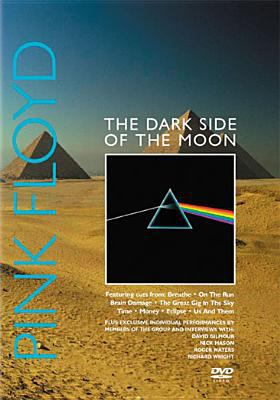 PINK FLOYD
THE DARK SIDE
OF THE MOON
Featuring cuts from: Breathe • On The Run
Brain Damage • The Great Gig In The Sky
Time • Money • Eclipse • Us And Them
PLUS EXCLUSIVE INDIVIDUAL PERFORMANCES BY
MEMBERS OF THE GROUP AND INTERVIEWS WITH:
DAVID GILMOUR
NICK MASON
ROGER WATERS
RICHARD WRIGHT
DVD
VIDEO